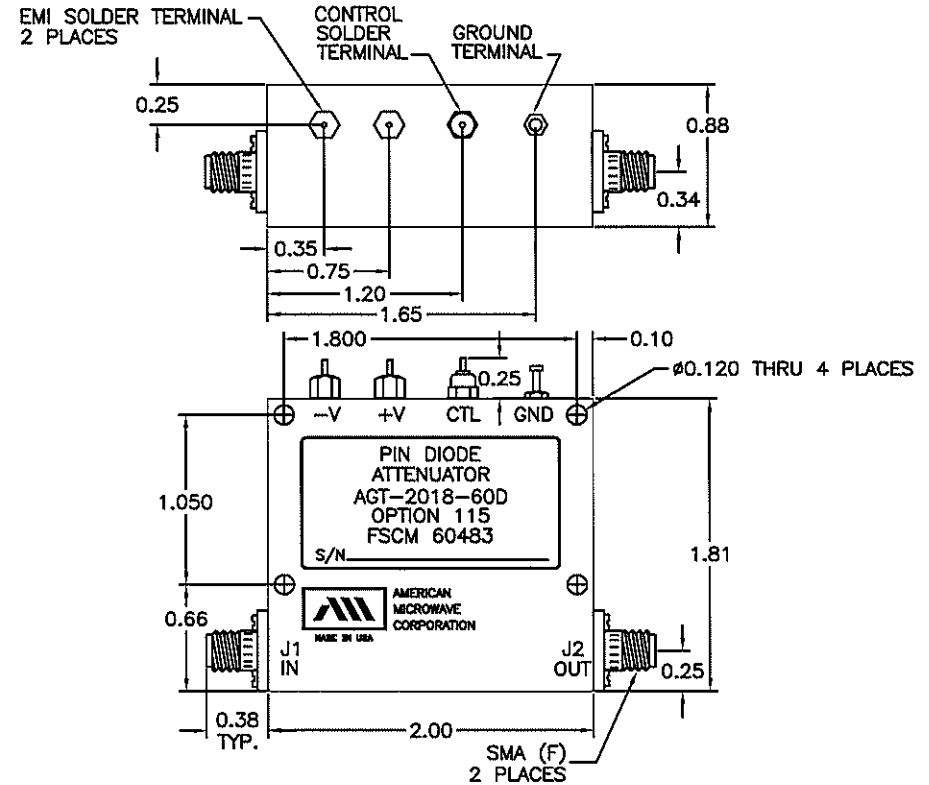 EMI SOLDER TERMINAL
2 PLACES
CONTROL
SOLDER
TERMINAL
GROUND
TERMINAL
0.25
0.88
0.34
0.35
0.75
1.20
1.65
1.800
0.10
0.25
Ø0.120 THRU 4 PLACES
-V
+V
CTL
GND
PIN DIODE
ATTENUATOR
AGT-2018-60D
OPTION 115
FSCM 60483
S/N
1.050
1.81
0.66
AMERICAN
MICROWAVE
CORPORATION
MADE IN USA
J1
IN
J2
OUT
0.25
0.38
TYP.
2.00
SMA (F)
2 PLACES